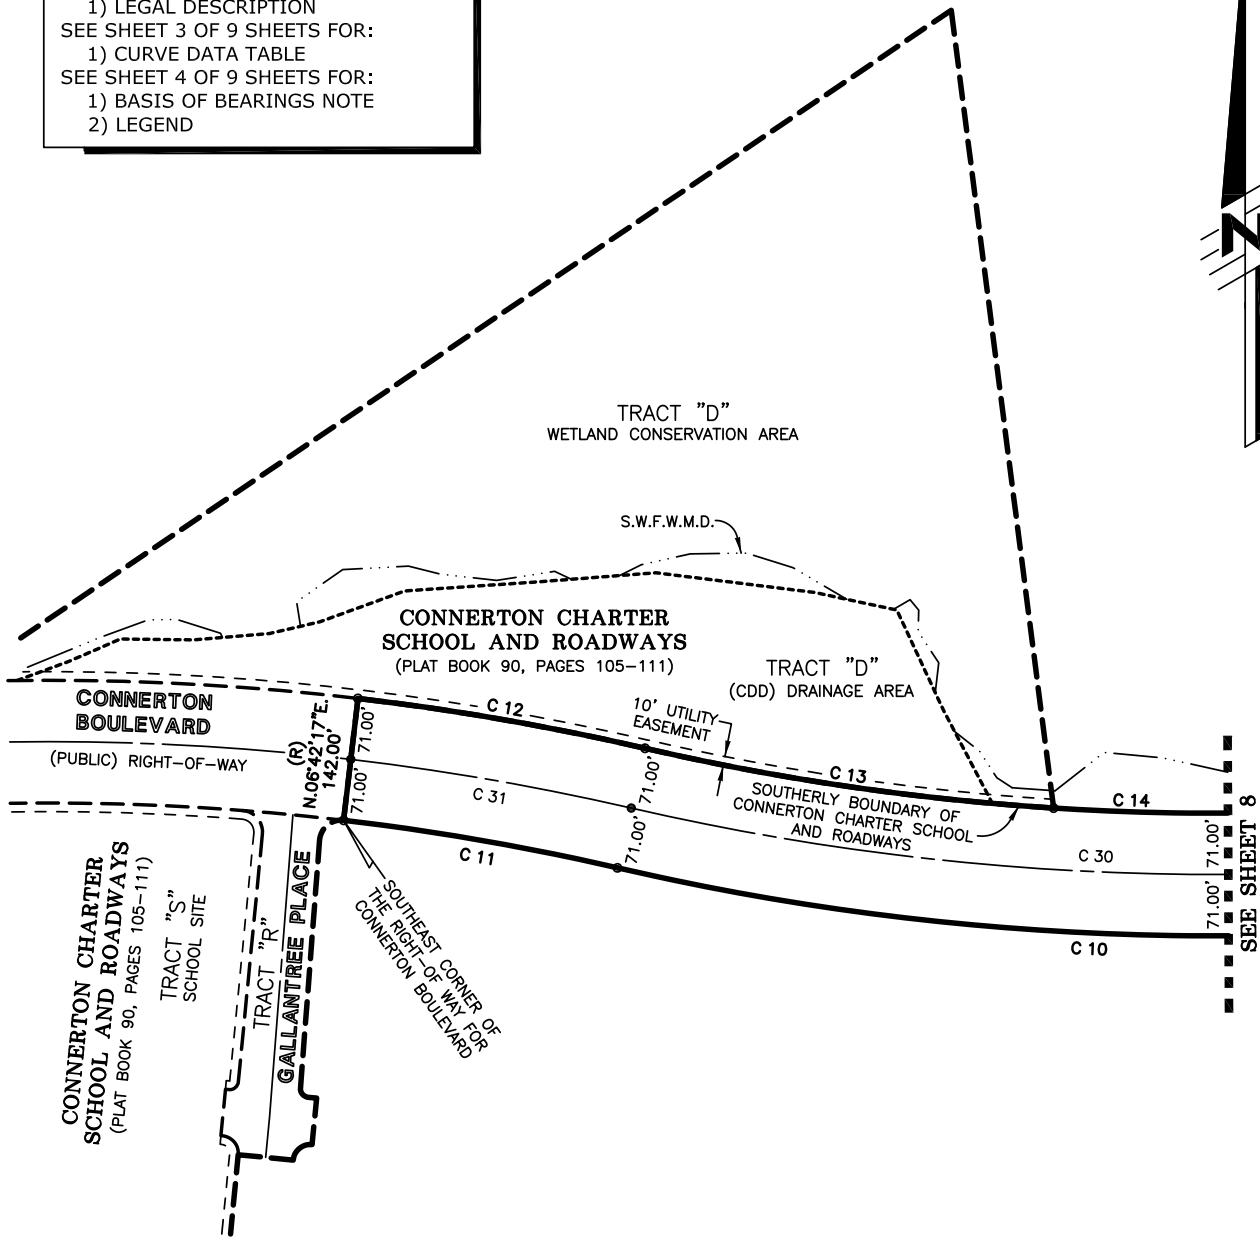 1) LEGAL DESCRIPTION
SEE SHEET 3 OF 9 SHEETS FOR:
1) CURVE DATA TABLE
SEE SHEET 4 OF 9 SHEETS FOR:
1) BASIS OF BEARINGS NOTE
2) LEGEND
N
TRACT "D"
WETLAND CONSERVATION AREA
S.W.F.W.M.D.
CONNERTON CHARTER
SCHOOL AND ROADWAYS
(PLAT BOOK 90, PAGES 105-111)
TRACT "D"
(CDD) DRAINAGE AREA
10' UTILITY
EASEMENT
CONNERTON
BOULEVARD
(PUBLIC) RIGHT-OF-WAY
(R)
N.06°42'17"E.
142.00'
71.00'
71.00'
C 12
C 31
C 11
71.00'
71.00'
C 13
SOUTHERLY BOUNDARY OF
CONNERTON CHARTER SCHOOL
AND ROADWAYS
C 14
C 30
C 10
71.00'
71.00'
SEE SHEET 8
CONNERTON CHARTER
SCHOOL AND ROADWAYS
(PLAT BOOK 90, PAGES 105-111)
TRACT "S"
SCHOOL SITE
TRACT "R"
GALLANTREE PLACE
SOUTHEAST CORNER OF
THE RIGHT-OF WAY FOR
CONNERTON BOULEVARD